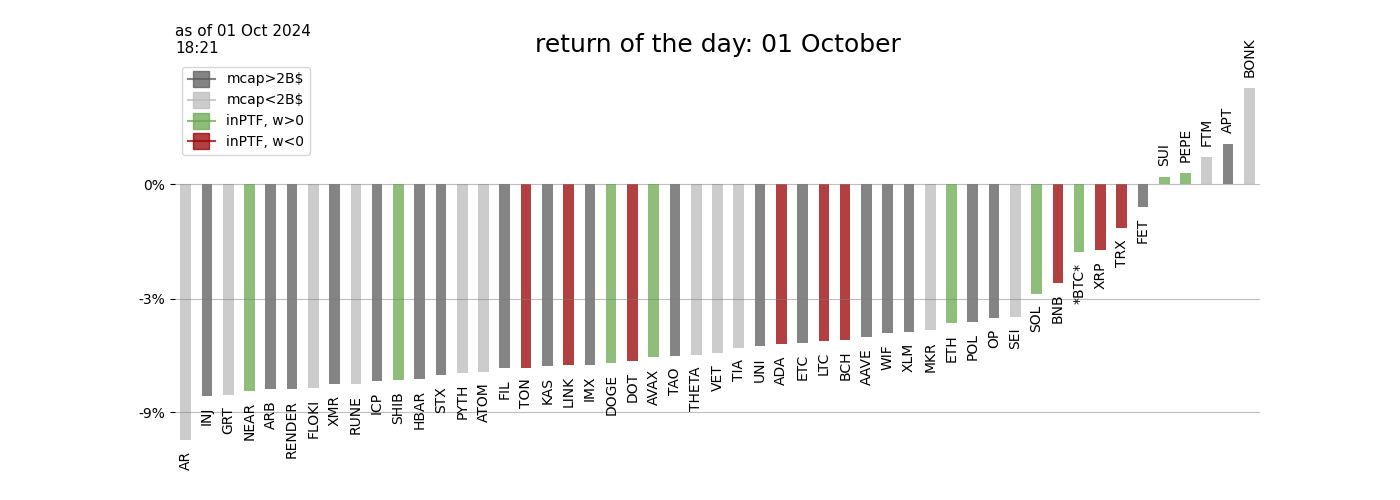 as of 01 Oct 2024
18:21
return of the day: 01 October
mcap>2B$
mcap<2B$
inPTF, w>0
inPTF, w<0
0%
-3%
-9%
AR
INJ
GRT
NEAR
ARB
RENDER
FLOKI
XMR
RUNE
ICP
SHIB
HBAR
STX
PYTH
ATOM
FIL
TON
KAS
LINK
IMX
DOGE
DOT
AVAX
TAO
THETA
VET
TIA
UNI
ADA
ETC
LTC
BCH
AAVE
WIF
XLM
MKR
ETH
POL
OP
SEI
SOL
BNB
*BTC*
XRP
TRX
FET
SUI
PEPE
FTM
APT
BONK